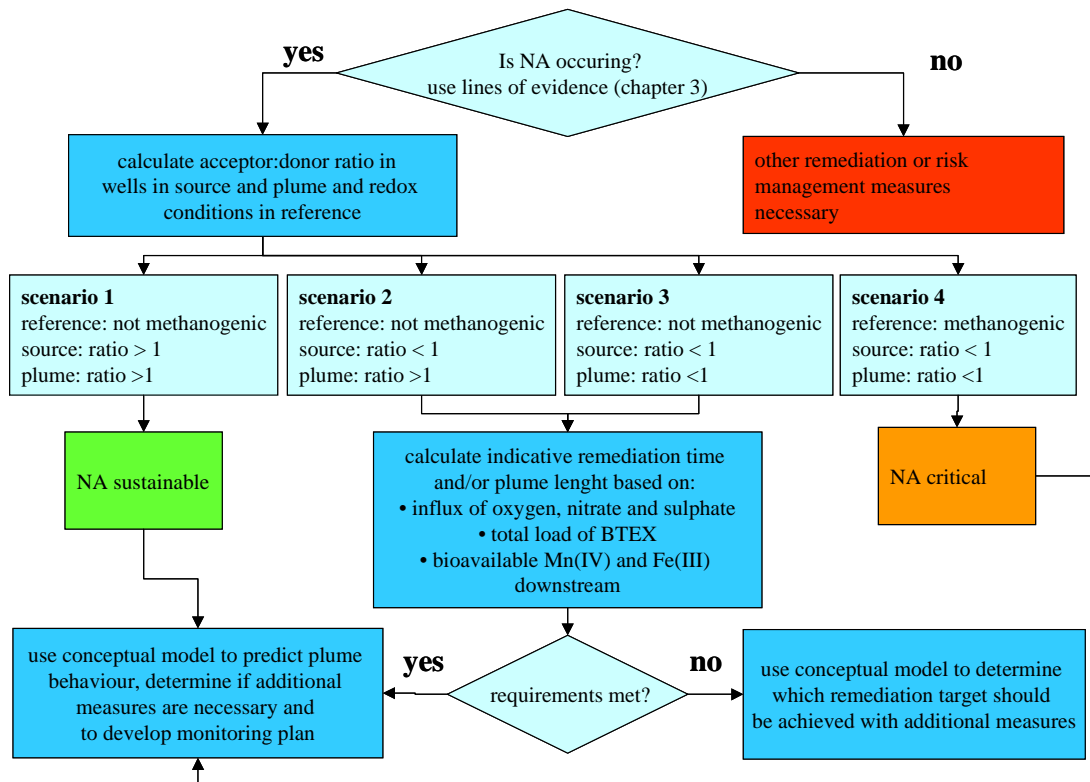 yes
Is NA occuring?
use lines of evidence (chapter 3)
no
calculate acceptor:donor ratio in
wells in source and plume and redox
conditions in reference
other remediation or risk
management measures
necessary
scenario 1
reference: not methanogenic
source: ratio > 1
plume: ratio >1
scenario 2
reference: not methanogenic
source: ratio < 1
plume: ratio >1
scenario 3
reference: not methanogenic
source: ratio < 1
plume: ratio <1
scenario 4
reference: methanogenic
source: ratio < 1
plume: ratio <1
NA sustainable
calculate indicative remediation time
and/or plume lenght based on:
• influx of oxygen, nitrate and sulphate
• total load of BTEX
• bioavailable Mn(IV) and Fe(III)
downstream
NA critical
use conceptual model to predict plume
behaviour, determine if additional
measures are necessary and
to develop monitoring plan
yes
requirements met?
no
use conceptual model to determine
which remediation target should
be achieved with additional measures